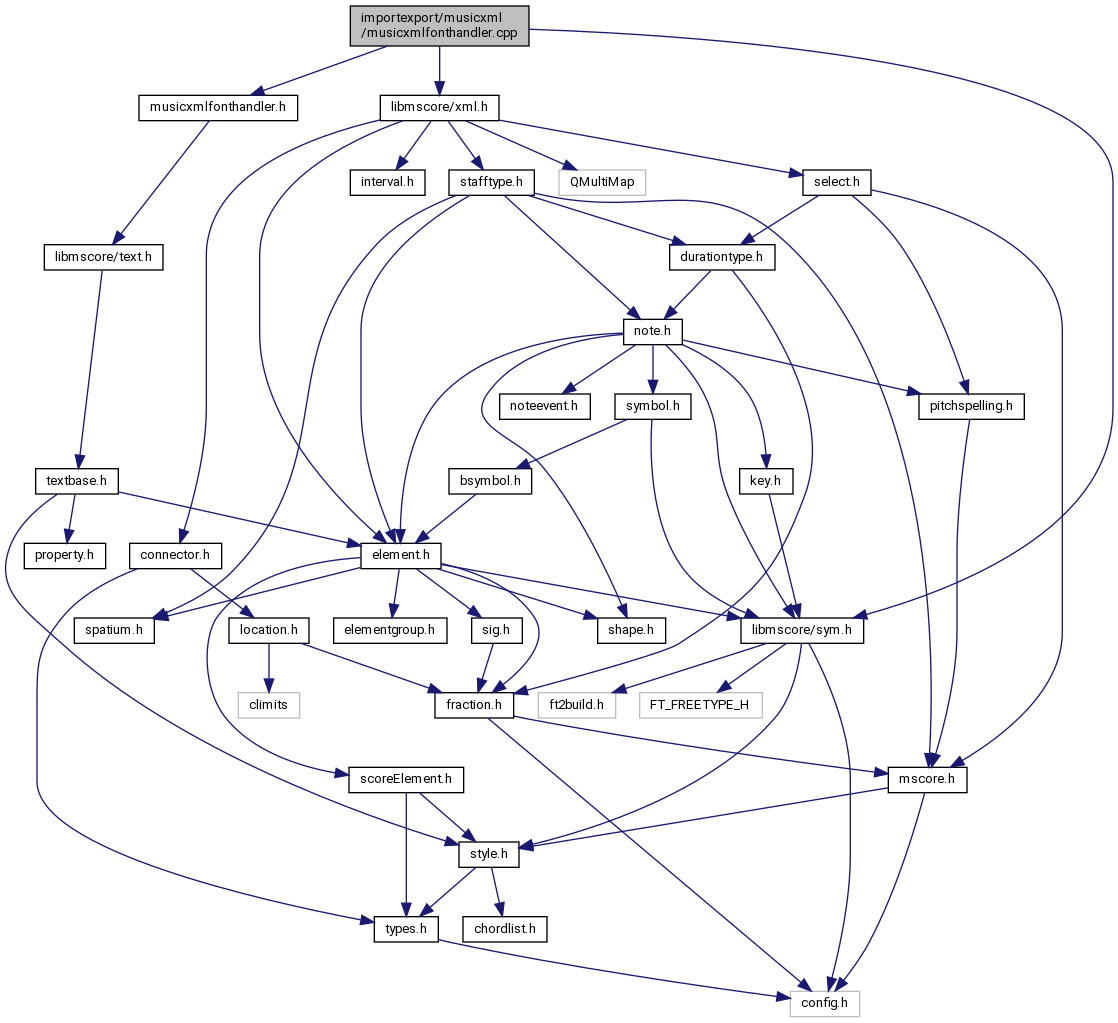 importexport/musicxml
/musicxmlfonthandler.cpp
musicxmlfonthandler.h
libmscore/xml.h
interval.h
stafftype.h
QMultiMap
select.h
libmscore/text.h
durationtype.h
note.h
noteevent.h
symbol.h
pitchspelling.h
textbase.h
bsymbol.h
key.h
property.h
connector.h
element.h
spatium.h
location.h
elementgroup.h
sig.h
shape.h
libmscore/sym.h
climits
fraction.h
ft2build.h
FT_FREETYPE_H
scoreElement.h
mscore.h
style.h
types.h
chordlist.h
config.h